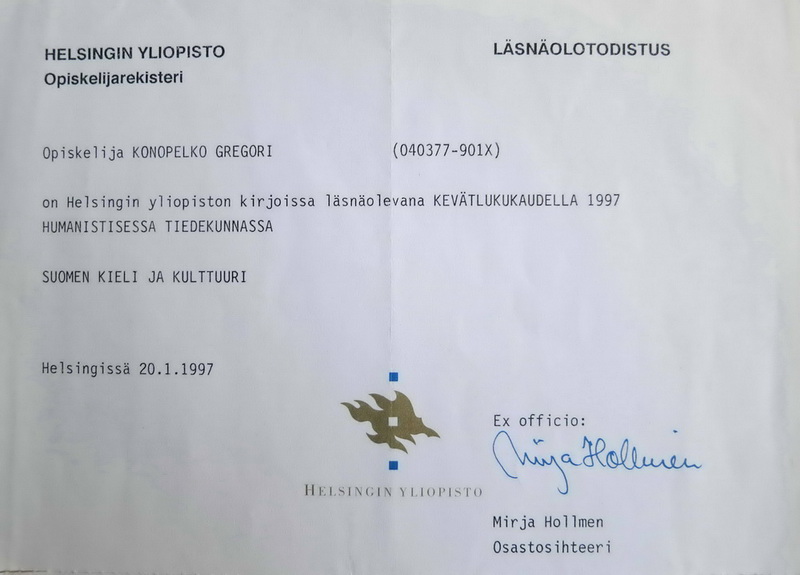 HELSINGIN YLIOPISTO
Opiskelijarekisteri
LÄSNÄOLOTODISTUS
Opiskelija KONOPELKO GREGORI (040377-901X)
on Helsingin yliopiston kirjoissa läsnäolevana KEVÄTLUKUKAUDELLA 1997
HUMANISTISESSA TIEDEKUNNASSA
SUOMEN KIELI JA KULTTUURI
Helsingissä 20.1.1997
HELSINGIN YLIOPISTO
Ex officio:
Mirja Hollmen
Mirja Hollmen
Osastosihteeri